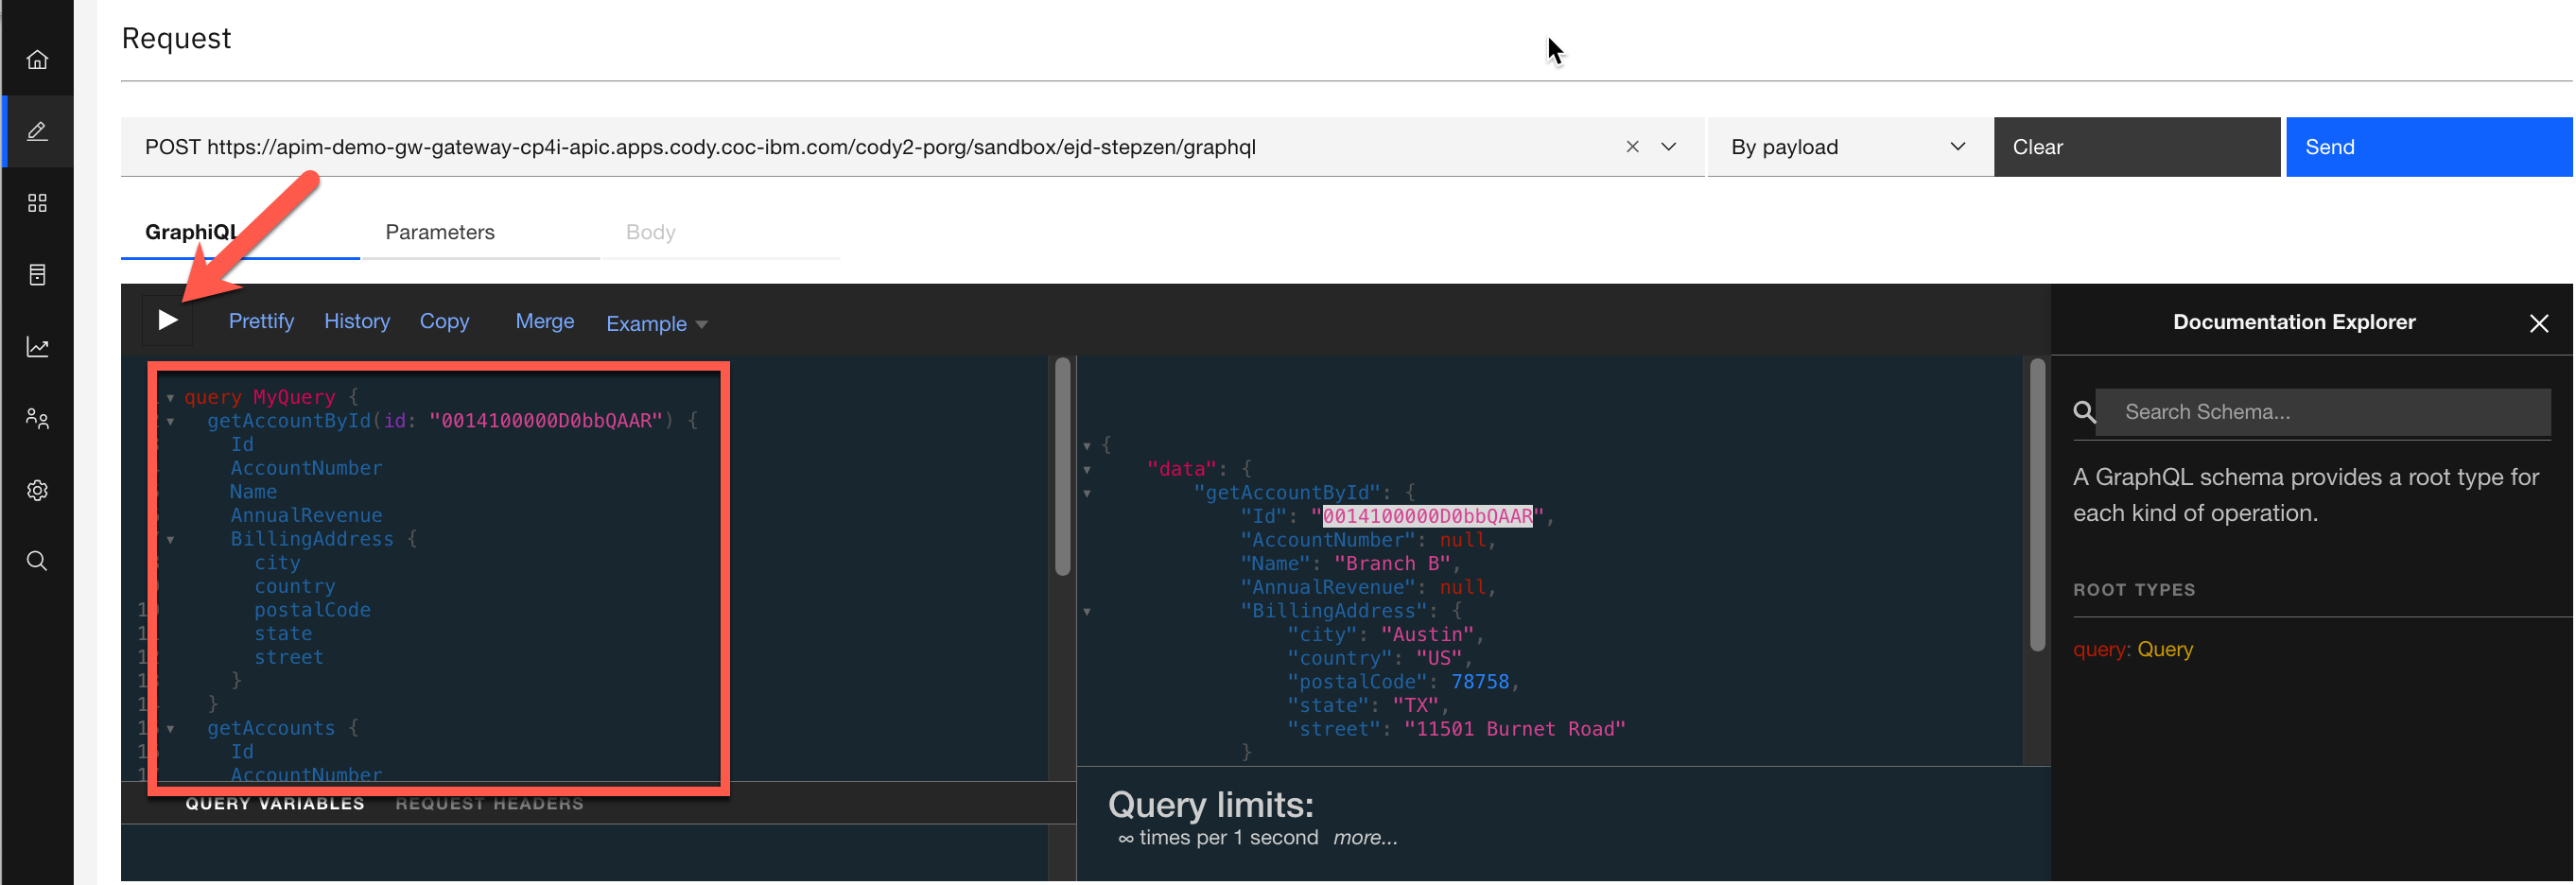 Request
POST https://apim-demo-gw-gateway-cp4i-apic.apps.cody.coc-ibm.com/cody2-porg/sandbox/ejd-stepzen/graphql
By payload
Clear
Send
GraphiQL
Parameters
Body
Prettify
History
Copy
Merge
Example
query MyQuery {
getAccountById(id: "0014100000D0bbQAAR") {
Id
AccountNumber
Name
AnnualRevenue
BillingAddress {
city
country
postalCode
state
street
}
}
getAccounts {
Id
AccountNumber
QUERY VARIABLES
REQUEST HEADERS
{
"data": {
"getAccountById": {
"Id": "0014100000D0bbQAAR",
"AccountNumber": null,
"Name": "Branch B",
"AnnualRevenue": null,
"BillingAddress": {
"city": "Austin",
"country": "US",
"postalCode": 78758,
"state": "TX",
"street": "11501 Burnet Road"
}
Query limits:
∞ times per 1 second more...
Documentation Explorer
Search Schema...
A GraphQL schema provides a root type for
each kind of operation.
ROOT TYPES
query: Query